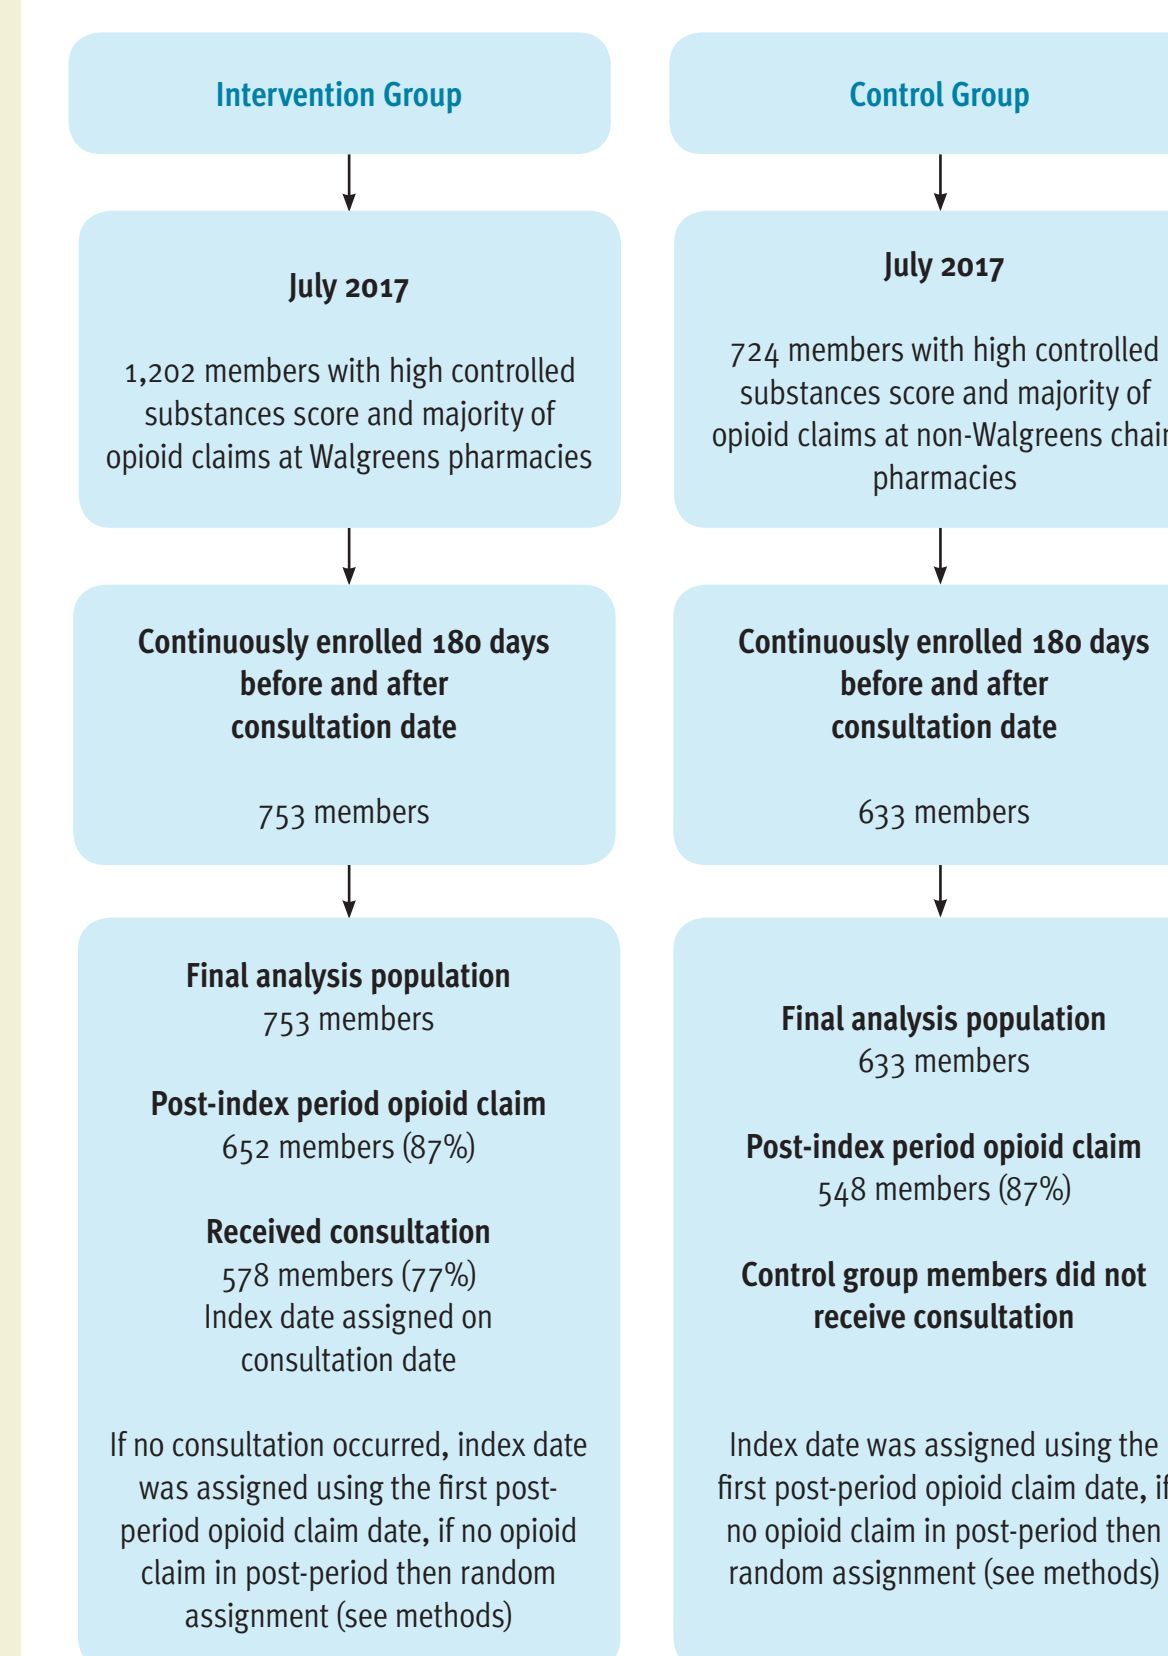 Intervention Group
July 2017
1,202 members with high controlled
substances score and majority of
opioid claims at Walgreens pharmacies
Continuously enrolled 180 days
before and after
consultation date
753 members
Final analysis population
753 members
Post-index period opioid claim
652 members (87%)
Received consultation
578 members (77%)
Index date assigned on
consultation date
If no consultation occurred, index date
was assigned using the first post-
period opioid claim date, if no opioid
claim in post-period then random
assignment (see methods)
Control Group
July 2017
724 members with high controlled
substances score and majority of
opioid claims at non-Walgreens chain
pharmacies
Continuously enrolled 180 days
before and after
consultation date
633 members
Final analysis population
633 members
Post-index period opioid claim
548 members (87%)
Control group members did not
receive consultation
Index date was assigned using the
first post-period opioid claim date, if
no opioid claim in post-period then
random assignment (see methods)